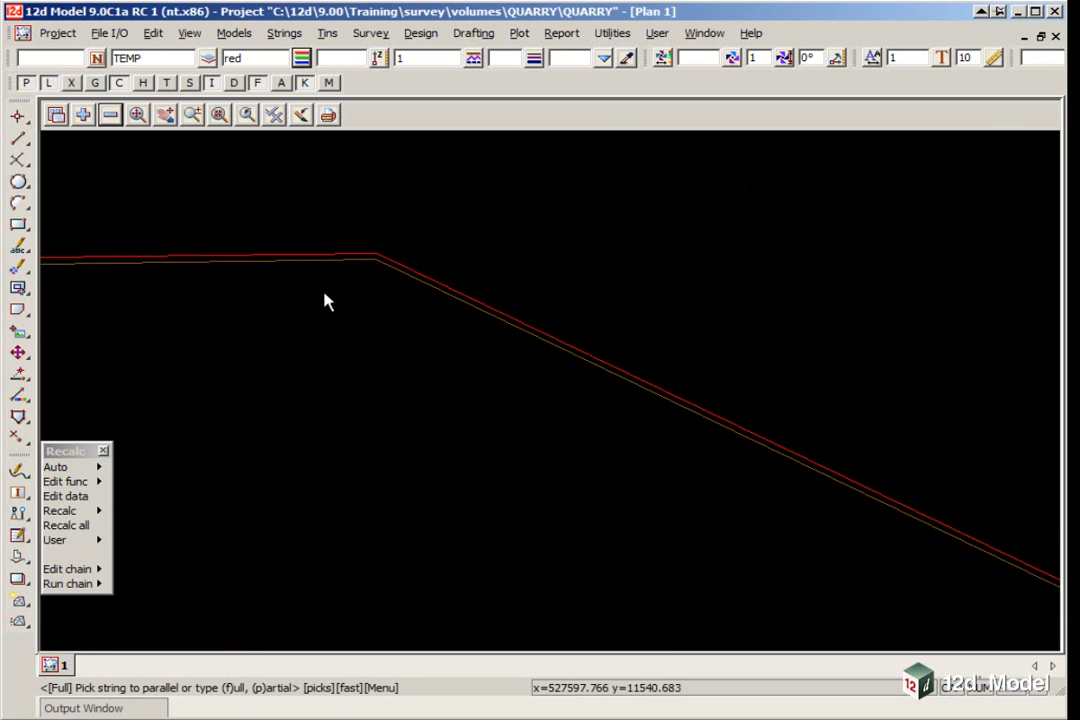 12d Model 9.0C1a RC 1 (nt.x86) - Project "C:\12d\9.00\Training\survey\volumes\QUARRY\QUARRY" - [Plan 1]
Project File I/O Edit View Models Strings Tins Survey Design Drafting Plot Report Utilities User Window Help
N TEMP red 1 1 0° 1 T 10
P L X G C H T S I D F A K M
Recalc
Auto
Edit func
Edit data
Recalc
Recalc all
User
Edit chain
Run chain
1
<[Full] Pick string to parallel or type (f)ull, (p)artial> [picks][fast][Menu] x=527597.766 y=11540.683
12d Model
Output Window